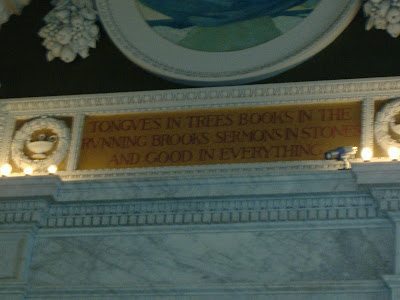 TONGVES IN TREES BOOKS IN THE
RVNNING BROOKS SERMONS IN STONES
AND GOOD IN EVERYTHING